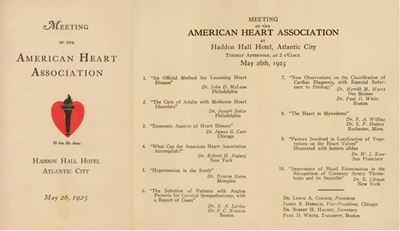 MEETING
OF THE
AMERICAN HEART
ASSOCIATION
HADDON HALL HOTEL
ATLANTIC CITY
MAY 26, 1925
MEETING
OF THE
AMERICAN HEART ASSOCIATION
AT
Haddon Hall Hotel, Atlantic City
TUESDAY AFTERNOON, AT 2 O'CLOCK
May 26th, 1925
1. "An Official Method for Lessening Heart
Disease"
Dr. John D. McLean
Philadelphia
2. "The Care of Adults with Moderate Heart
Disorders"
Dr. Joseph Sailer
Philadelphia
3. "Economic Aspects of Heart Disease"
Dr. James G. Carr
Chicago
4. "What Can the American Heart Association
Accomplish?"
Dr. Robert H. Halsey
New York
5. "Hypertension in the South"
Dr. Newton Stern
Memphis
6. "The Selection of Patients with Angina
Pectoris for Cervical Sympathectomy, with
a Report of Cases"
Dr. S. A. Levine
Dr. F. C. Newton
Boston
7. "New Observations on the Classification of
Cardiac Diagnosis, with Especial Refer-
ence to Etiology"
Dr. Merrill M. Myers
Des Moines
Dr. Paul D. White
Boston
8. "The Heart in Myxedema"
Dr. F. A. Willius
Dr. S. F. Haines
Rochester, Minn.
9. "Factors Involved in Localization of Vege-
tations on the Heart Valves"
Illustrated with lantern slides
Dr. W. J. Kerr
San Francisco
10. "Importance of Blood Examination in the
Recognition of Coronary Artery Throm-
bosis and its Sequelle"
Dr. E. Libman
New York
DR. LEWIS A. CONNER, President
JAMES B. HERRICK, Vice-President, Chicago
DR. ROBERT H. HALSEY, Secretary
PAUL D. WHITE, Treasurer, Boston